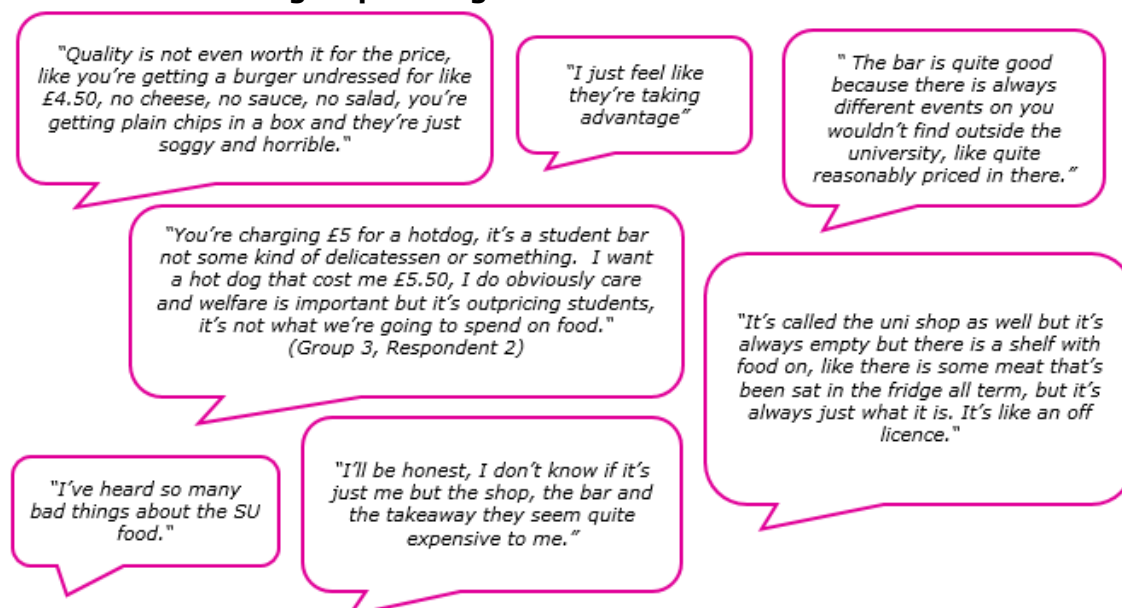 "Quality is not even worth it for the price,
like you're getting a burger undressed for like
£4.50, no cheese, no sauce, no salad, you're
getting plain chips in a box and they're just
soggy and horrible."
"I just feel like
they're taking
advantage"
" The bar is quite good
because there is always
different events on you
wouldn't find outside the
university, like quite
reasonably priced in there."
"You're charging £5 for a hotdog, it's a student bar
not some kind of delicatessen or something.  I want
a hot dog that cost me £5.50, I do obviously care
and welfare is important but it's outpricing students,
it's not what we're going to spend on food."
(Group 3, Respondent 2)
"It's called the uni shop as well but it's
always empty but there is a shelf with
food on, like there is some meat that's
been sat in the fridge all term, but it's
always just what it is. It's like an off
licence."
"I've heard so many
bad things about the SU
food."
"I'll be honest, I don't know if it's
just me but the shop, the bar and
the takeaway they seem quite
expensive to me."